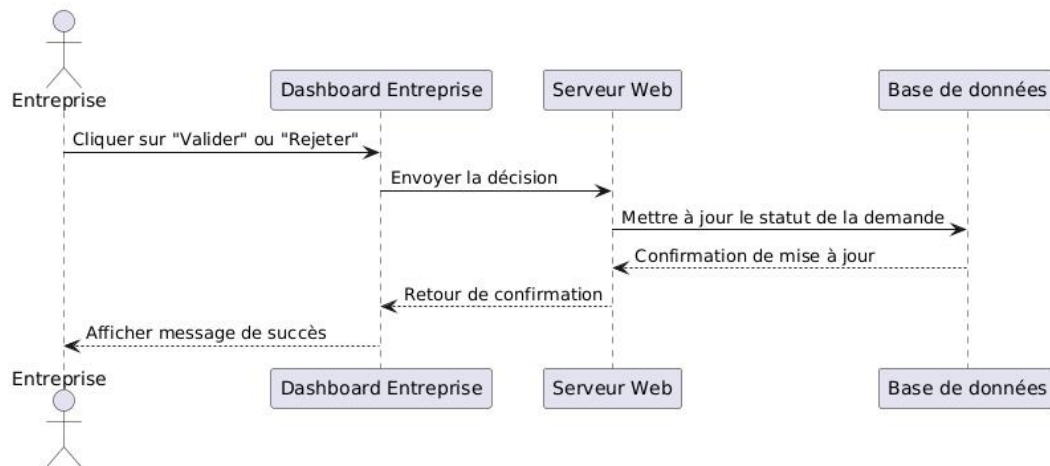 Entreprise
Dashboard Entreprise
Serveur Web
Base de données
Cliquer sur "Valider" ou "Rejeter"
Envoyer la décision
Mettre à jour le statut de la demande
Confirmation de mise à jour
Retour de confirmation
Afficher message de succès
Entreprise
Dashboard Entreprise
Serveur Web
Base de données